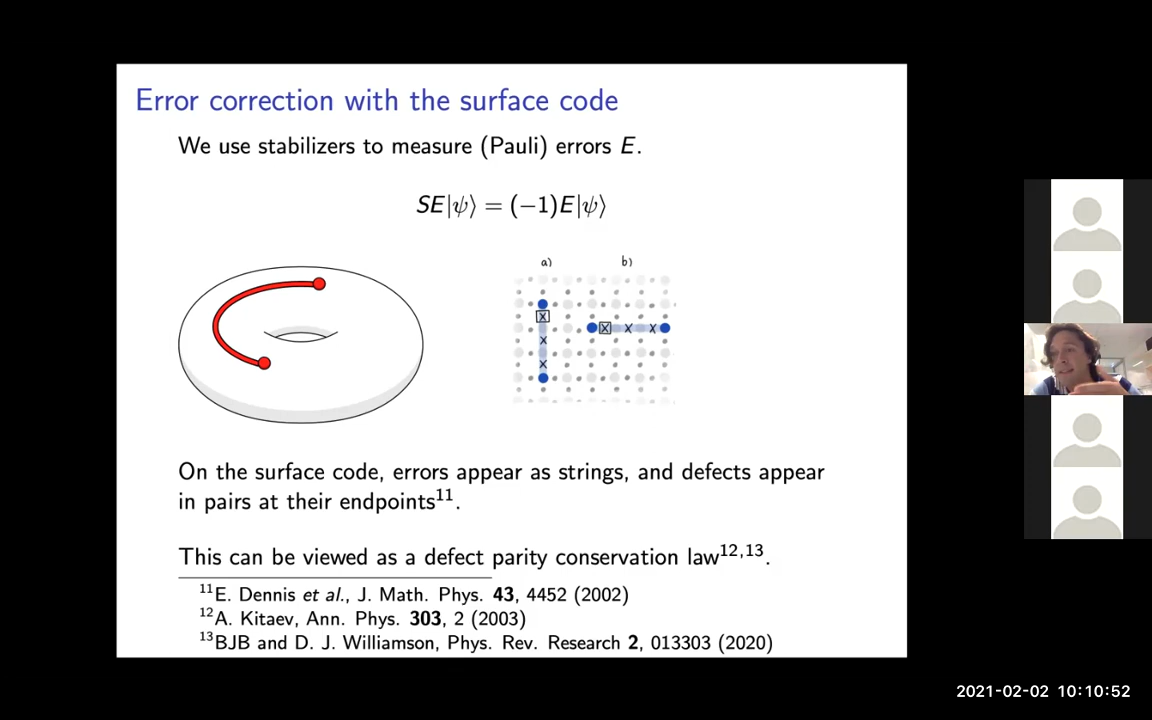 Error correction with the surface code
We use stabilizers to measure (Pauli) errors E.
SE|ψ⟩ = (−1)E|ψ⟩
a) b)
X
X X X
X
X
On the surface code, errors appear as strings, and defects appear
in pairs at their endpoints¹¹.
This can be viewed as a defect parity conservation law¹²,¹³.
¹¹E. Dennis et al., J. Math. Phys. 43, 4452 (2002)
¹²A. Kitaev, Ann. Phys. 303, 2 (2003)
¹³BJB and D. J. Williamson, Phys. Rev. Research 2, 013303 (2020)
2021-02-02 10:10:52